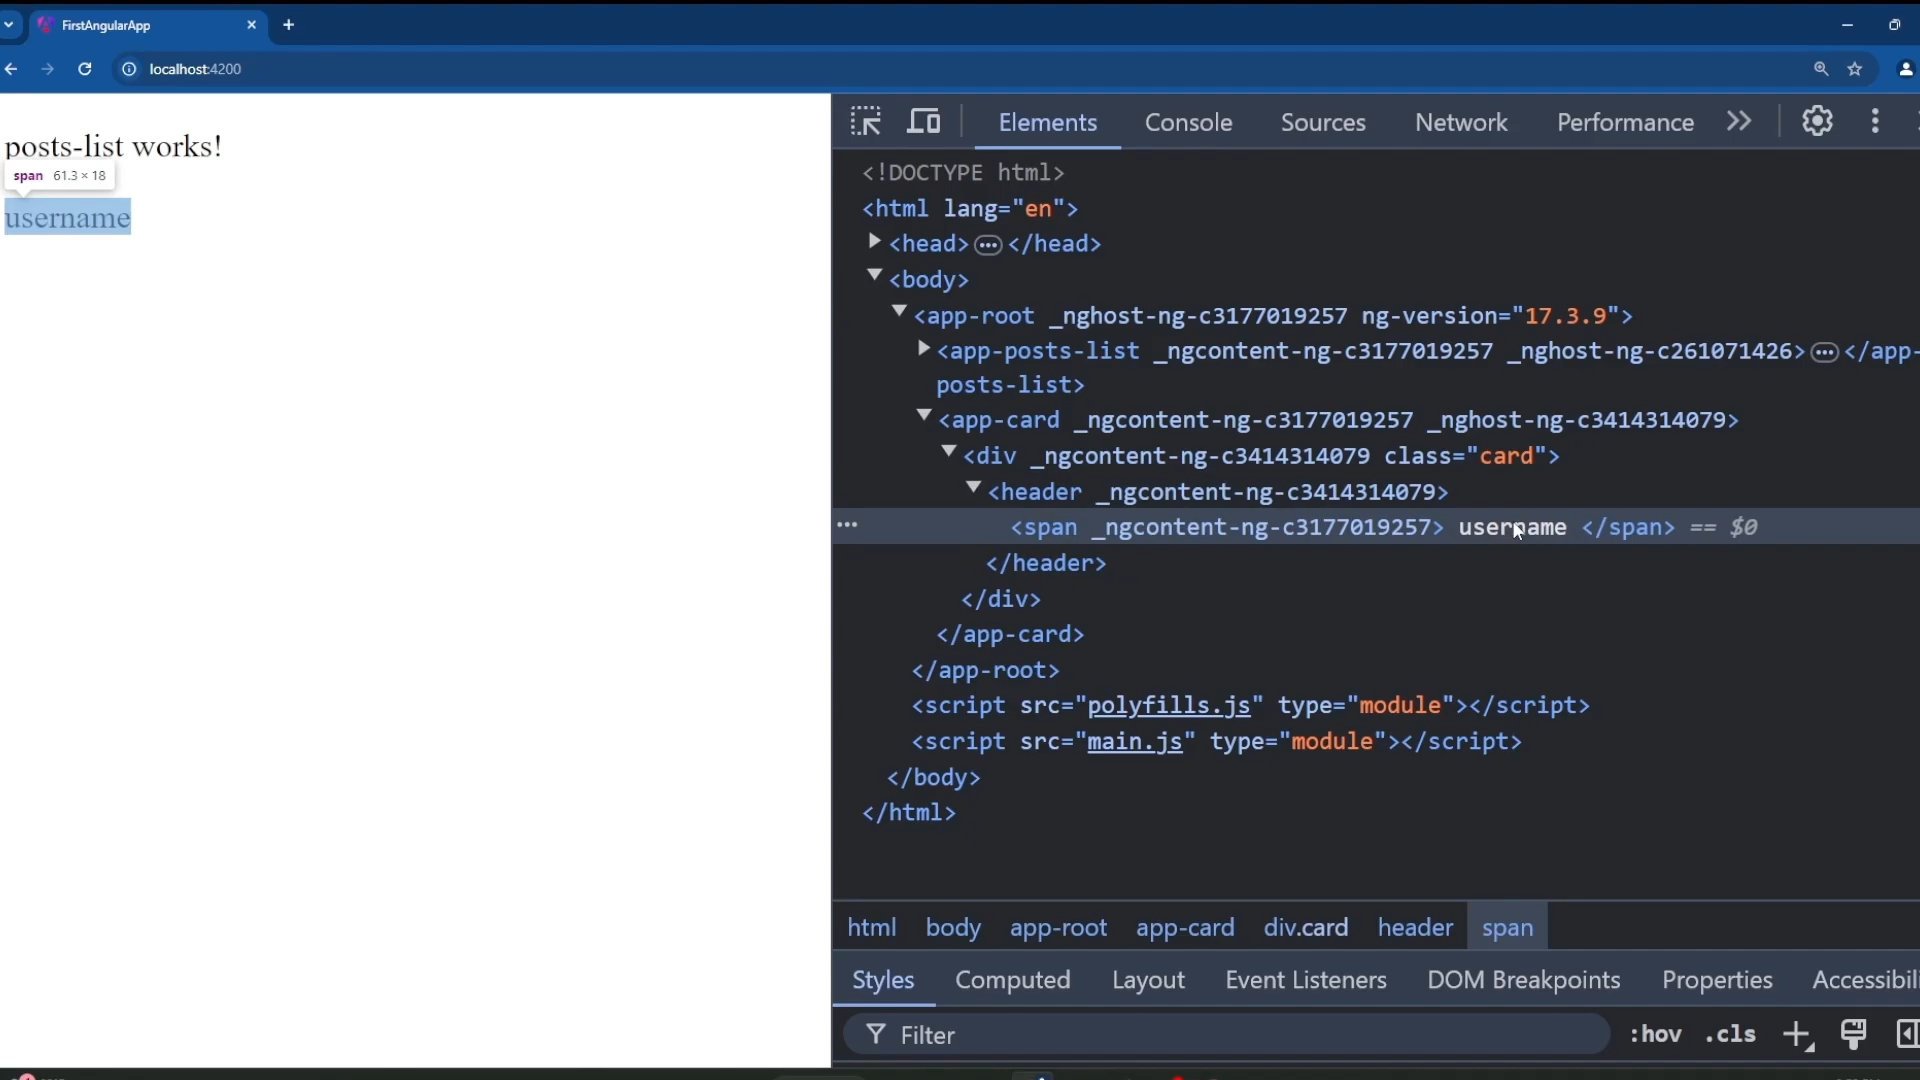 FirstAngularApp
localhost:4200
posts-list works!
span 61.3 × 18
username
Elements Console Sources Network Performance
<!DOCTYPE html>
<html lang="en">
<head> ••• </head>
<body>
<app-root _nghost-ng-c3177019257 ng-version="17.3.9">
<app-posts-list _ngcontent-ng-c3177019257 _nghost-ng-c261071426> ••• </app-
posts-list>
<app-card _ngcontent-ng-c3177019257 _nghost-ng-c3414314079>
<div _ngcontent-ng-c3414314079 class="card">
<header _ngcontent-ng-c3414314079>
<span _ngcontent-ng-c3177019257> username </span> == $0
</header>
</div>
</app-card>
</app-root>
<script src="polyfills.js" type="module"></script>
<script src="main.js" type="module"></script>
</body>
</html>
html body app-root app-card div.card header span
Styles Computed Layout Event Listeners DOM Breakpoints Properties Accessibili
Filter :hov .cls